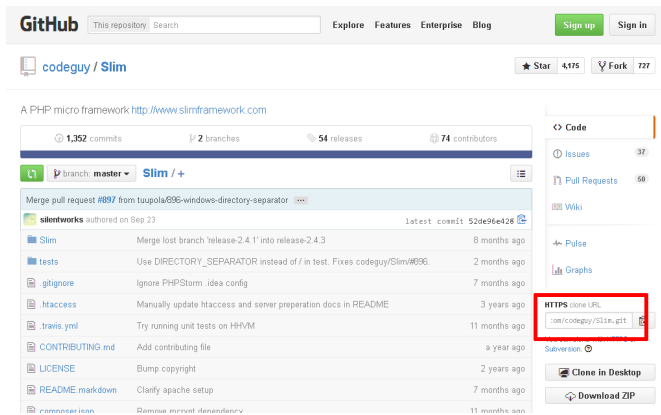 GitHub This repository Search Explore Features Enterprise Blog Sign up Sign in
codeguy / Slim Star 4,175 Fork 727
A PHP micro framework http://www.slimframework.com
1,352 commits 2 branches 54 releases 74 contributors
<> Code
branch: master Slim / +
Issues 37
Merge pull request #897 from tuupola/896-windows-directory-separator ...
Pull Requests 50
silentworks authored on Sep 23 latest commit 52de96e428
Wiki
Slim Merge lost branch 'release-2.4.1' into release-2.4.3 8 months ago
Pulse
tests Use DIRECTORY_SEPARATOR instead of / in test. Fixes codeguy/Slim/#896. 2 months ago
Graphs
.gitignore Ignore PHPStorm .idea config 7 months ago
.htaccess Manually update htaccess and server preperation docs in README 3 years ago
HTTPS clone URL
:om/codeguy/Slim.git
.travis.yml Try running unit tests on HHVM 11 months ago
CONTRIBUTING.md Add contributing file a year ago
Subversion.
LICENSE Bump copyright 2 years ago
Clone in Desktop
README.markdown Clarify apache setup 7 months ago
Download ZIP
composer.json Remove mcrypt dependency 11 months ago